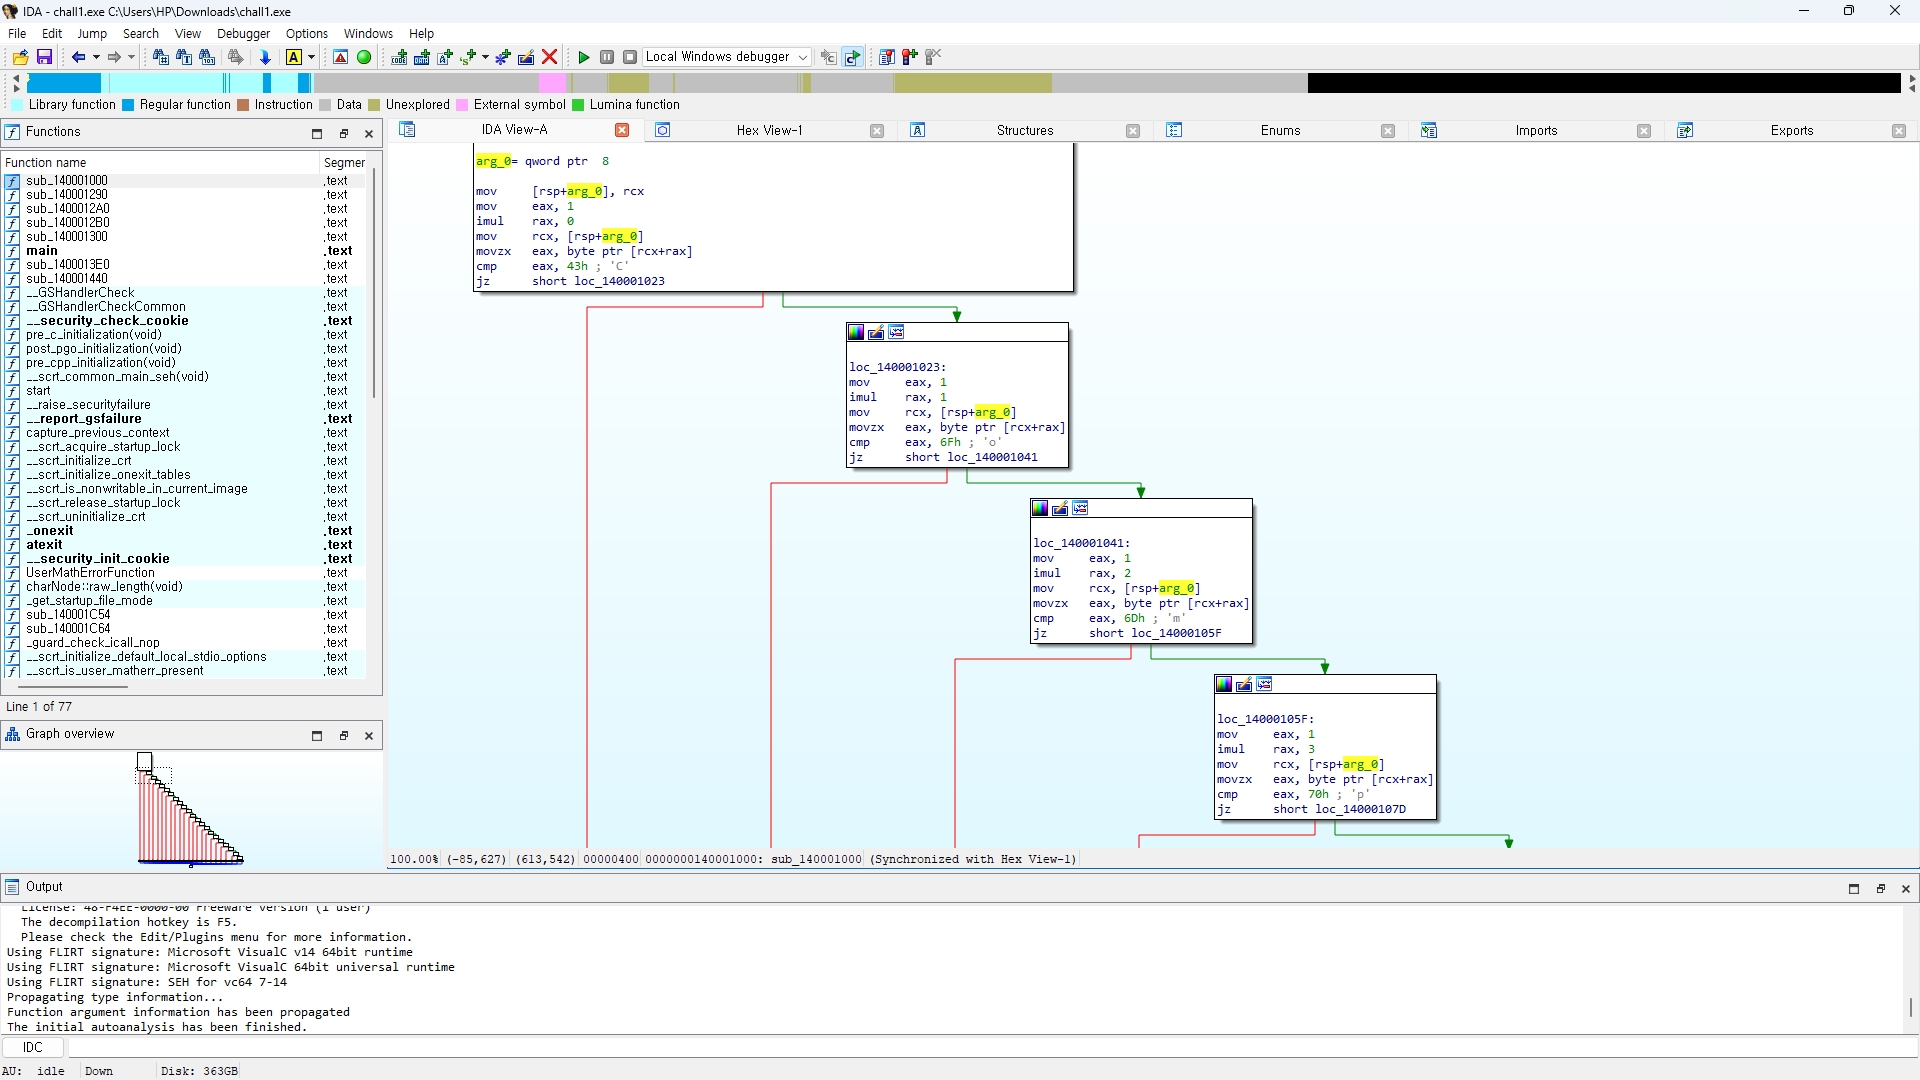 IDA - chall1.exe C:\Users\HP\Downloads\chall1.exe
File Edit Jump Search View Debugger Options Windows Help
Local Windows debugger
Library function Regular function Instruction Data Unexplored External symbol Lumina function
Functions
Function name Segmer
sub_140001000 .text
sub_140001290 .text
sub_1400012A0 .text
sub_1400012B0 .text
sub_140001300 .text
main .text
sub_1400013E0 .text
sub_140001440 .text
__GSHandlerCheck .text
__GSHandlerCheckCommon .text
__security_check_cookie .text
pre_c_initialization(void) .text
post_pgo_initialization(void) .text
pre_cpp_initialization(void) .text
__scrt_common_main_seh(void) .text
start .text
__raise_securityfailure .text
__report_gsfailure .text
capture_previous_context .text
__scrt_acquire_startup_lock .text
__scrt_initialize_crt .text
__scrt_initialize_onexit_tables .text
__scrt_is_nonwritable_in_current_image .text
__scrt_release_startup_lock .text
__scrt_uninitialize_crt .text
_onexit .text
atexit .text
__security_init_cookie .text
UserMathErrorFunction .text
charNode::raw_length(void) .text
_get_startup_file_mode .text
sub_140001C54 .text
sub_140001C64 .text
_guard_check_icall_nop .text
__scrt_initialize_default_local_stdio_options .text
__scrt_is_user_matherr_present .text
Line 1 of 77
Graph overview
IDA View-A Hex View-1 Structures Enums Imports Exports
arg_0= qword ptr 8
mov [rsp+arg_0], rcx
mov eax, 1
imul rax, 0
mov rcx, [rsp+arg_0]
movzx eax, byte ptr [rcx+rax]
cmp eax, 43h ; 'C'
jz short loc_140001023
loc_140001023:
mov eax, 1
imul rax, 1
mov rcx, [rsp+arg_0]
movzx eax, byte ptr [rcx+rax]
cmp eax, 6Fh ; 'o'
jz short loc_140001041
loc_140001041:
mov eax, 1
imul rax, 2
mov rcx, [rsp+arg_0]
movzx eax, byte ptr [rcx+rax]
cmp eax, 6Dh ; 'm'
jz short loc_14000105F
loc_14000105F:
mov eax, 1
imul rax, 3
mov rcx, [rsp+arg_0]
movzx eax, byte ptr [rcx+rax]
cmp eax, 70h ; 'p'
jz short loc_14000107D
100.00% (-85,627) (613,542) 00000400 0000000140001000: sub_140001000 (Synchronized with Hex View-1)
Output
License: 48-F4EE-0000-00 Freeware version (1 user)
The decompilation hotkey is F5.
Please check the Edit/Plugins menu for more information.
Using FLIRT signature: Microsoft VisualC v14 64bit runtime
Using FLIRT signature: Microsoft VisualC 64bit universal runtime
Using FLIRT signature: SEH for vc64 7-14
Propagating type information...
Function argument information has been propagated
The initial autoanalysis has been finished.
IDC
AU: idle Down Disk: 363GB